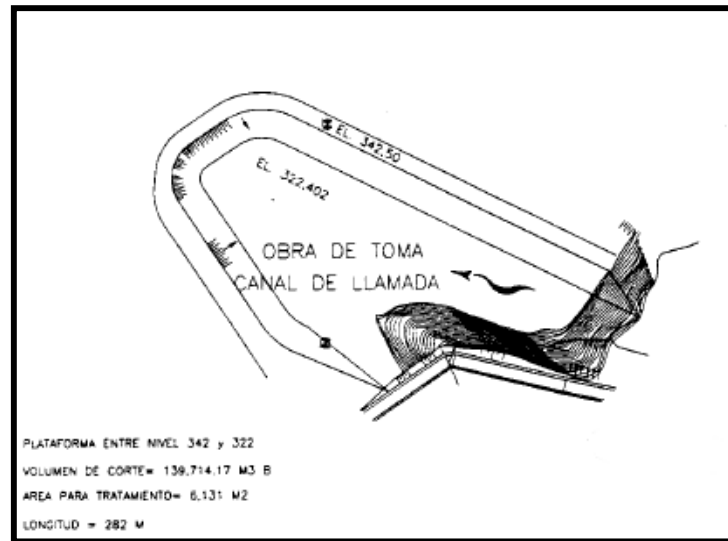 EL. 342.50
EL. 322.402
OBRA DE TOMA
CANAL DE LLAMADA
PLATAFORMA ENTRE NIVEL 342 y 322
VOLUMEN DE CORTE= 139,714.17 M3 B
AREA PARA TRATAMIENTO= 6,131 M2
LONGITUD = 282 M